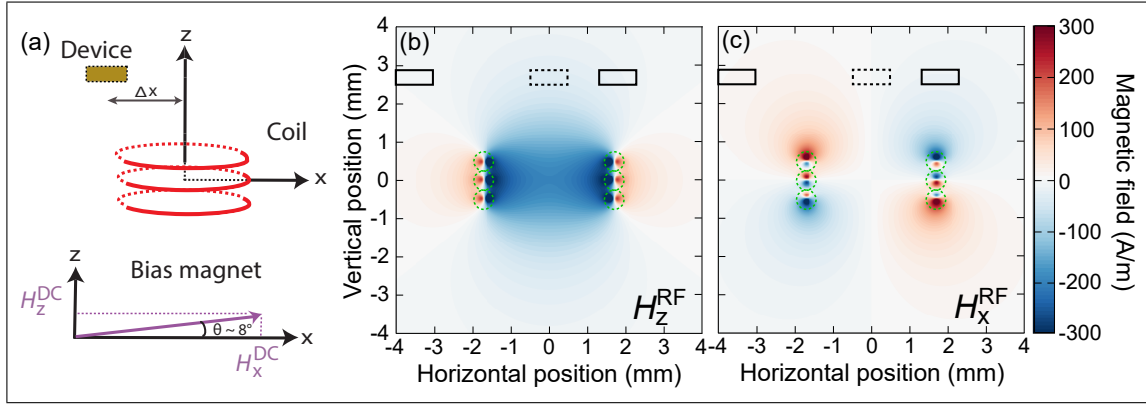 (a)
z
Device
Δx
Coil
x
z
Bias magnet
H_z^DC
θ ~ 8°
x
H_x^DC
(b)
4
3
2
1
0
-1
-2
-3
-4
Vertical position (mm)
H_z^RF
-4 -3 -2 -1 0 1 2 3 4
Horizontal position (mm)
(c)
H_x^RF
-4 -3 -2 -1 0 1 2 3 4
Horizontal position (mm)
300
200
100
0
-100
-200
-300
Magnetic field (A/m)